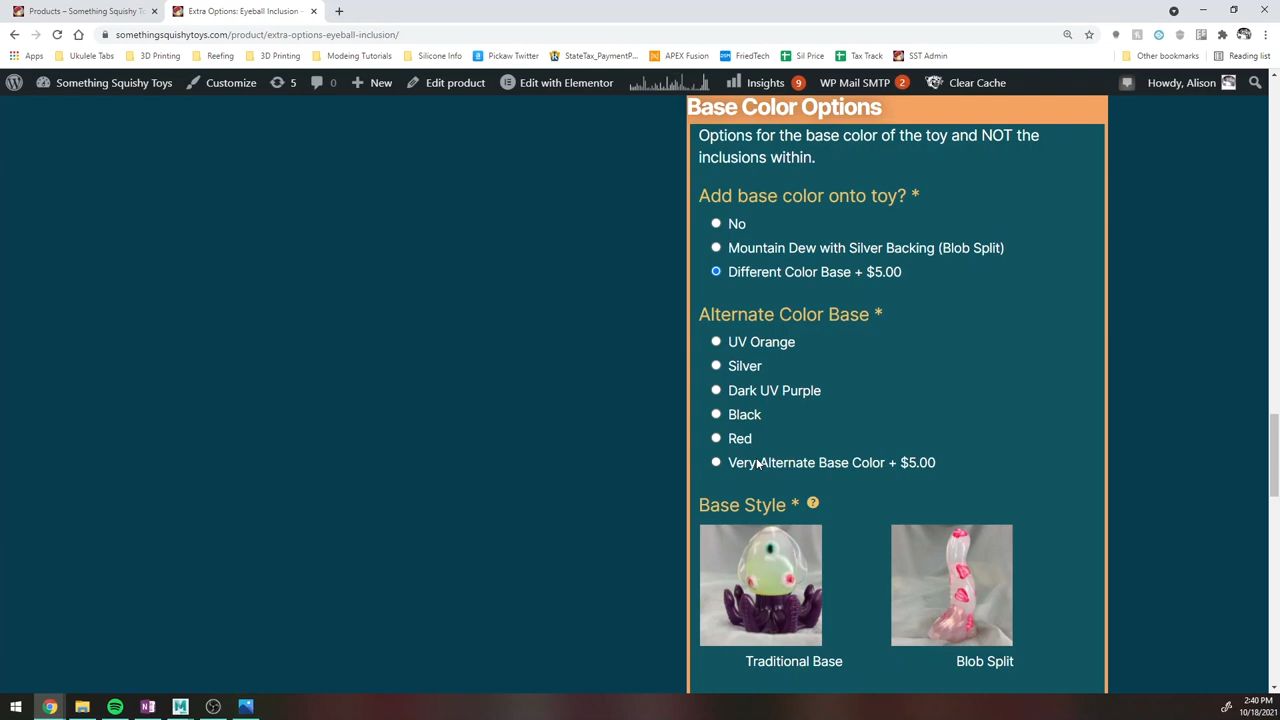 Products – Something Squishy To
Extra Options: Eyeball Inclusion –
somethingsquishytoys.com/product/extra-options-eyeball-inclusion/
Apps
Ukulele Tabs
3D Printing
Reefing
3D Printing
Modeing Tutorials
Silicone Info
Pickaw Twitter
StateTax_PaymentP...
APEX Fusion
FriedTech
Sil Price
Tax Track
SST Admin
Other bookmarks
Reading list
Something Squishy Toys
Customize
5
0
New
Edit product
Edit with Elementor
Insights 9
WP Mail SMTP 2
Clear Cache
Howdy, Alison
Base Color Options
Options for the base color of the toy and NOT the
inclusions within.
Add base color onto toy? *
No
Mountain Dew with Silver Backing (Blob Split)
Different Color Base + $5.00
Alternate Color Base *
UV Orange
Silver
Dark UV Purple
Black
Red
Very Alternate Base Color + $5.00
Base Style * ?
Traditional Base
Blob Split
2:40 PM
10/18/2021